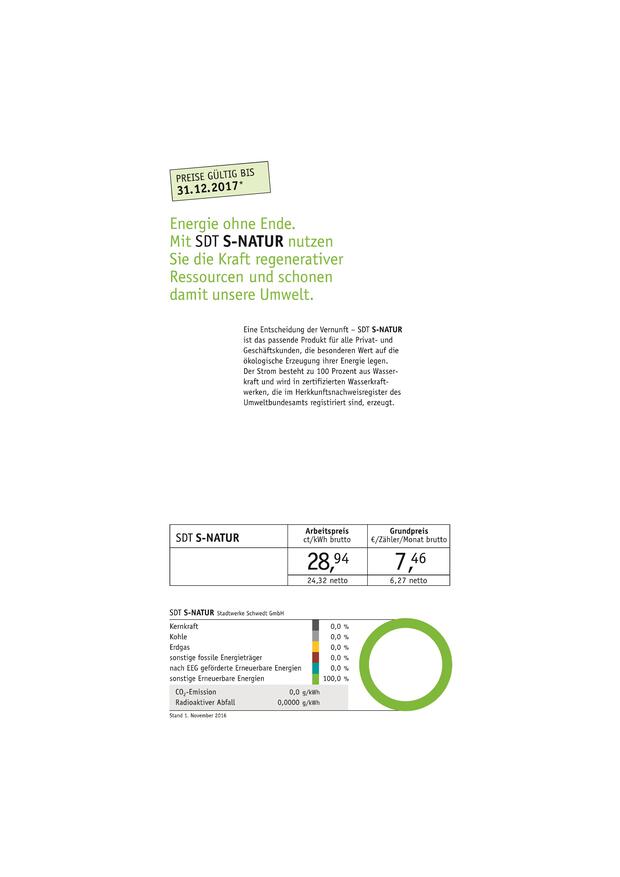 PREISE GÜLTIG BIS
31.12.2017*
Energie ohne Ende.
Mit SDT S-NATUR nutzen
Sie die Kraft regenerativer
Ressourcen und schonen
damit unsere Umwelt.
Eine Entscheidung der Vernunft – SDT S-NATUR
ist das passende Produkt für alle Privat- und
Geschäftskunden, die besonderen Wert auf die
ökologische Erzeugung ihrer Energie legen.
Der Strom besteht zu 100 Prozent aus Wasser-
kraft und wird in zertifizierten Wasserkraft-
werken, die im Herkkunftsnachweisregister des
Umweltbundesamts registriert sind, erzeugt.
SDT S-NATUR Arbeitspreis Grundpreis
ct/kWh brutto €/Zähler/Monat brutto
28,94 7,46
24,32 netto 6,27 netto
SDT S-NATUR Stadtwerke Schwedt GmbH
Kernkraft 0,0 %
Kohle 0,0 %
Erdgas 0,0 %
sonstige fossile Energieträger 0,0 %
nach EEG geförderte Erneuerbare Energien 0,0 %
sonstige Erneuerbare Energien 100,0 %
CO₂-Emission 0,0 g/kWh
Radioaktiver Abfall 0,0000 g/kWh
Stand 1. November 2016